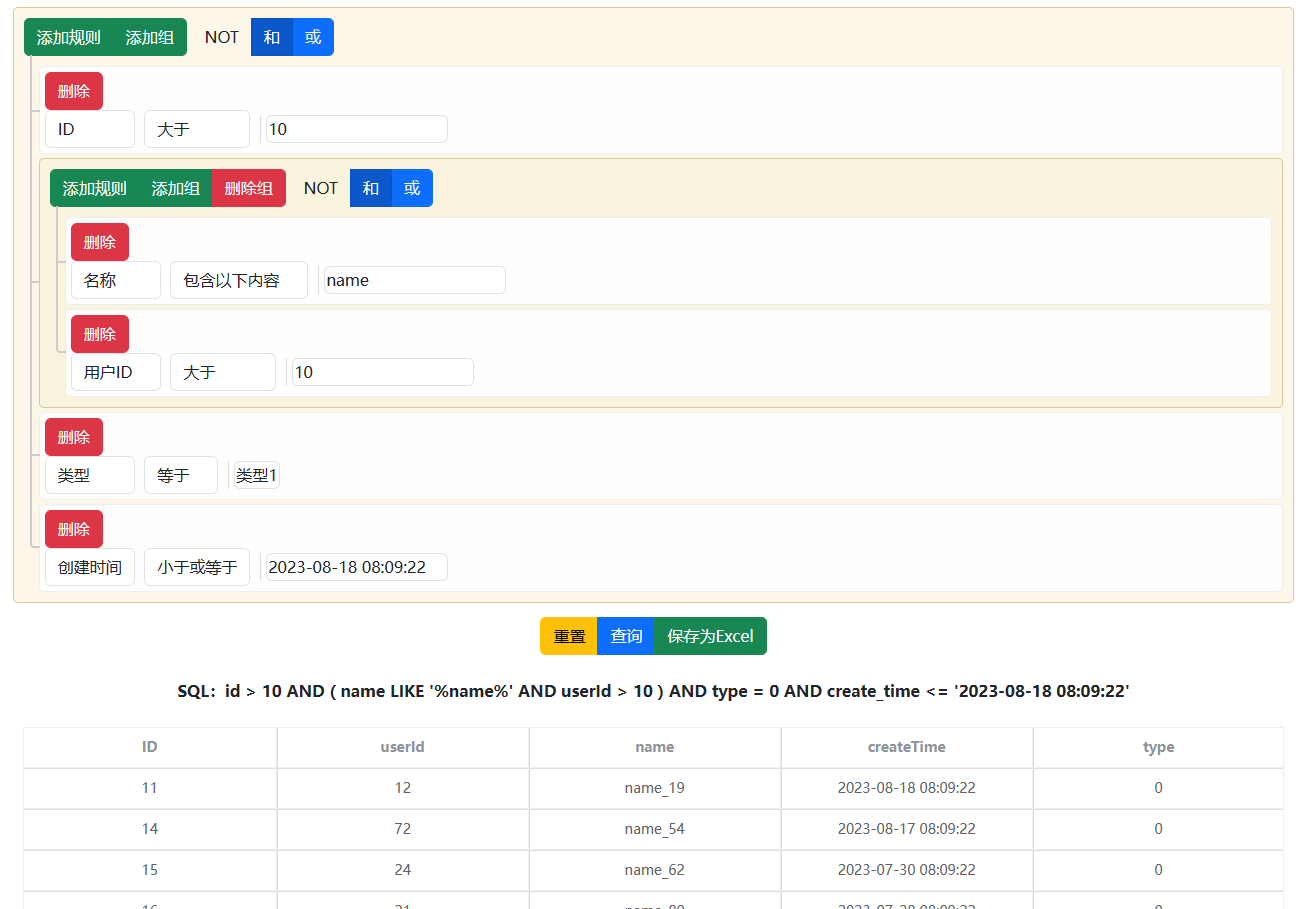 添加规则 添加组 NOT 和 或
删除
ID 大于 10
添加规则 添加组 删除组 NOT 和 或
删除
名称 包含以下内容 name
删除
用户ID 大于 10
删除
类型 等于 类型1
删除
创建时间 小于或等于 2023-08-18 08:09:22
重置 查询 保存为Excel
SQL: id > 10 AND ( name LIKE '%name%' AND userId > 10 ) AND type = 0 AND create_time <= '2023-08-18 08:09:22'
ID userId name createTime type
11 12 name_19 2023-08-18 08:09:22 0
14 72 name_54 2023-08-17 08:09:22 0
15 24 name_62 2023-07-30 08:09:22 0